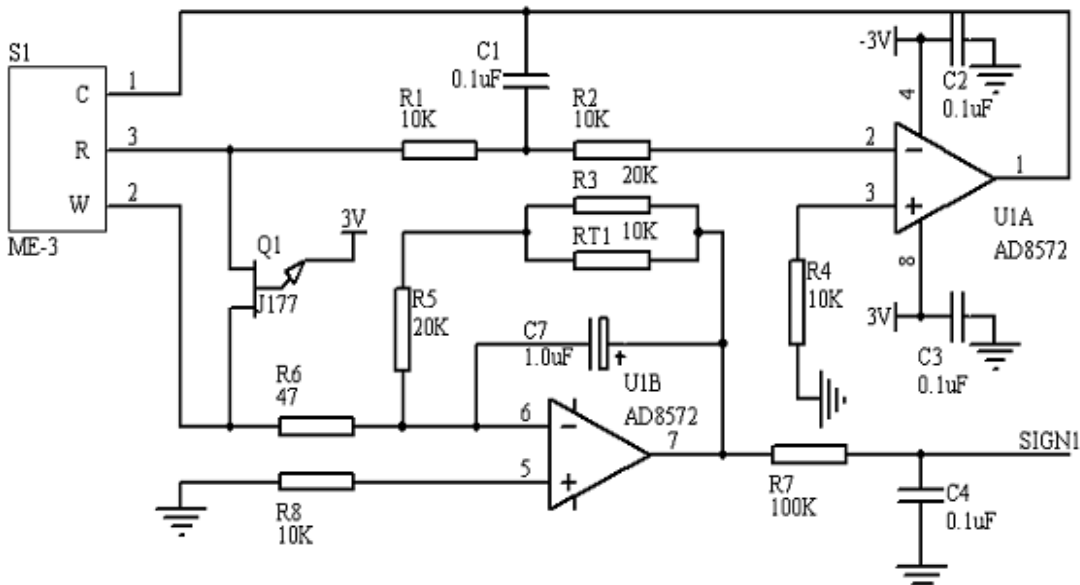 S1
C
1
R
3
W
2
ME-3
C1
0.1uF
R1
10K
R2
10K
20K
R3
10K
RT1
R5
20K
Q1
J177
3V
C7
1.0uF
+
R6
47
R8
10K
6
5
7
−
+
U1B
AD8572
-3V
4
C2
0.1uF
2
3
1
−
+
U1A
AD8572
8
R4
10K
3V
C3
0.1uF
R7
100K
SIGN1
C4
0.1uF